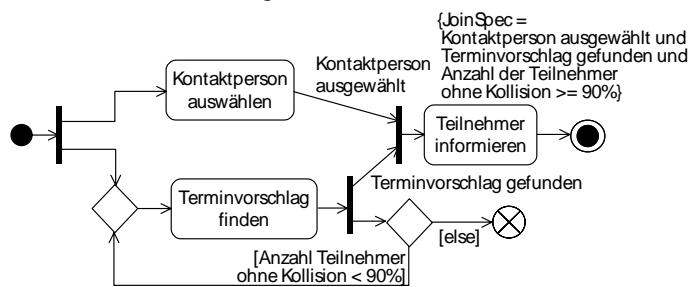 {JoinSpec =
Kontaktperson ausgewählt und
Terminvorschlag gefunden und
Anzahl der Teilnehmer
ohne Kollision >= 90%}
Kontaktperson
ausgewählt
Kontaktperson
auswählen
Teilnehmer
informieren
Terminvorschlag
finden
Terminvorschlag gefunden
[else]
[Anzahl Teilnehmer
ohne Kollision < 90%]